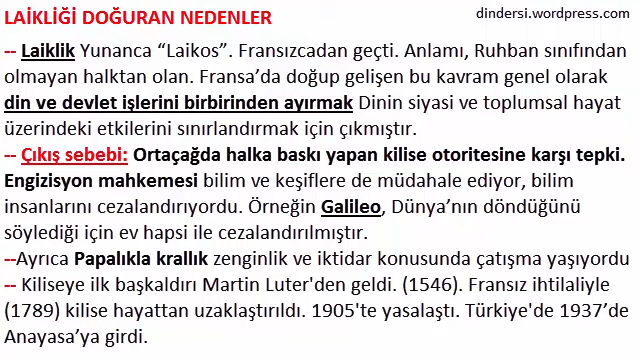 dindersi.wordpress.com
LAİKLİĞİ DOĞURAN NEDENLER
-- Laiklik Yunanca “Laikos”. Fransızcadan geçti. Anlamı, Ruhban sınıfından
olmayan halktan olan. Fransa’da doğup gelişen bu kavram genel olarak
din ve devlet işlerini birbirinden ayırmak Dinin siyasi ve toplumsal hayat
üzerindeki etkilerini sınırlandırmak için çıkmıştır.
-- Çıkış sebebi: Ortaçağda halka baskı yapan kilise otoritesine karşı tepki.
Engizisyon mahkemesi bilim ve keşiflere de müdahale ediyor, bilim
insanlarını cezalandırıyordu. Örneğin Galileo, Dünya’nın döndüğünü
söylediği için ev hapsi ile cezalandırılmıştır.
--Ayrıca Papalıkla krallık zenginlik ve iktidar konusunda çatışma yaşıyordu
-- Kiliseye ilk başkaldırı Martin Luter'den geldi. (1546). Fransız ihtilaliyle
(1789) kilise hayattan uzaklaştırıldı. 1905'te yasalaştı. Türkiye'de 1937’de
Anayasa’ya girdi.